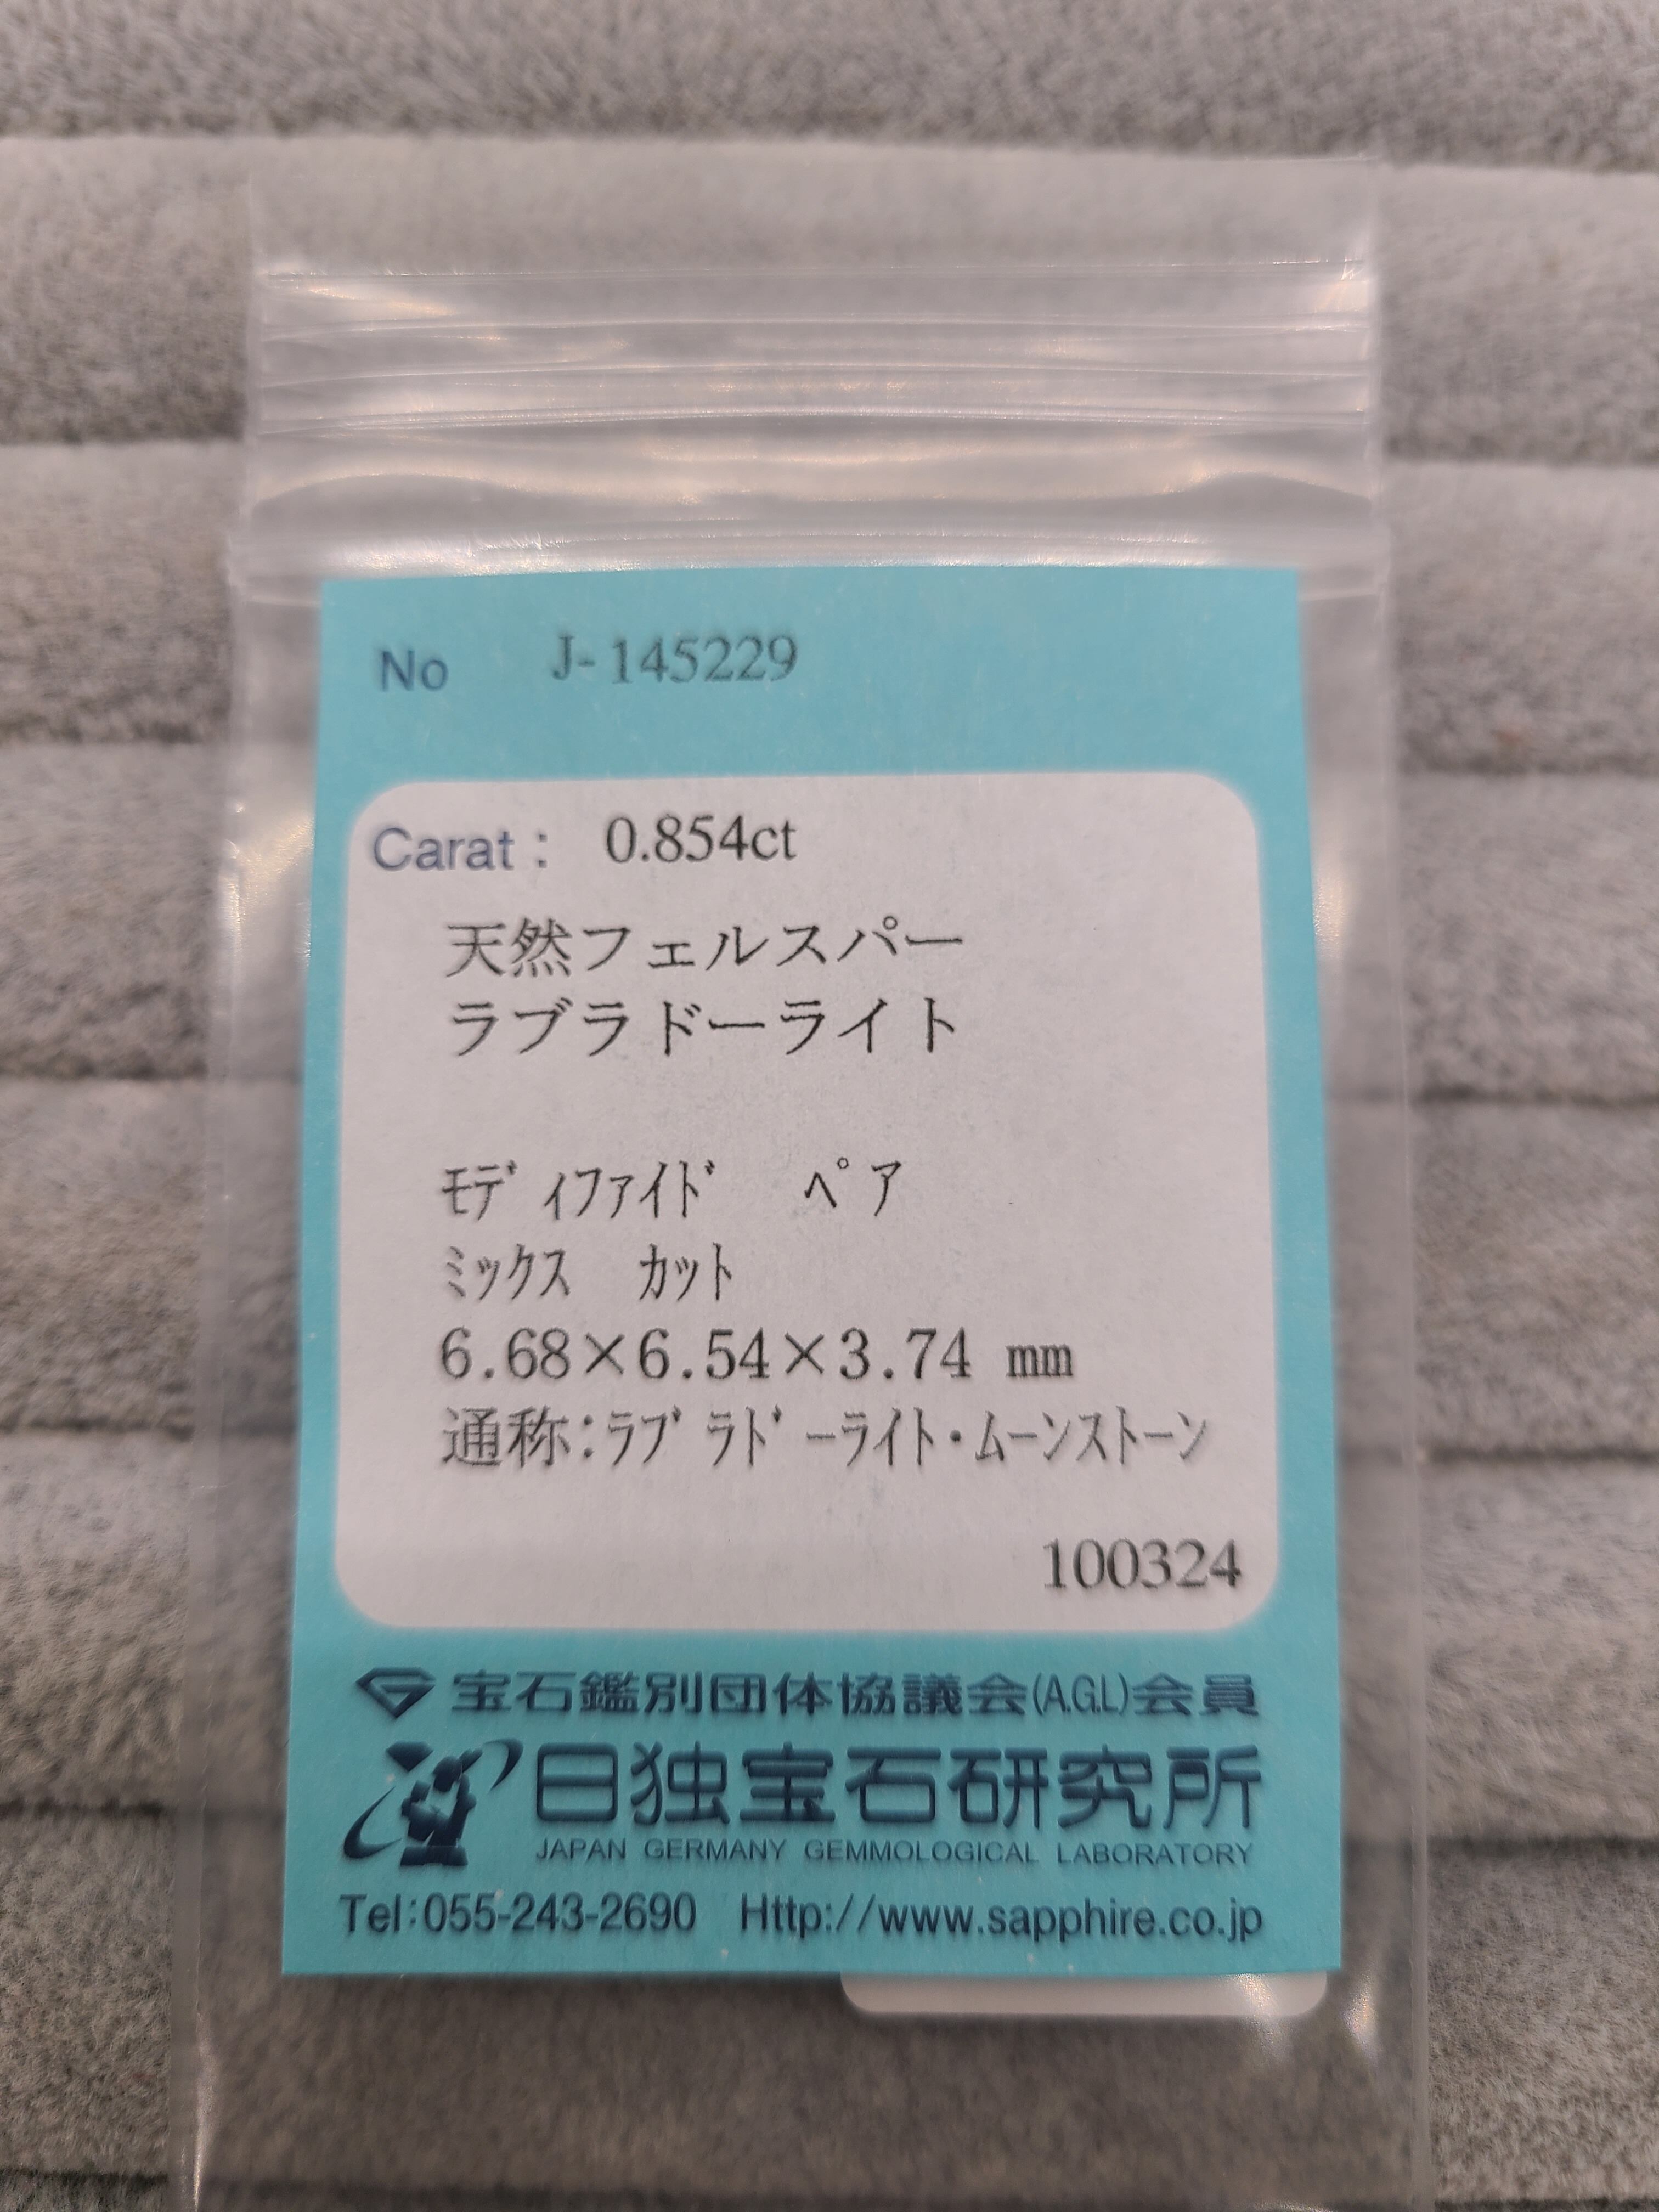 No J-145229
Carat： 0.854ct
天然フェルスパー
ラブラドーライト
ﾓﾃﾞｨﾌｧｲﾄﾞ ﾍﾟｱ
ﾐｯｸｽ ｶｯﾄ
6.68×6.54×3.74 ㎜
通称:ﾗﾌﾞﾗﾄﾞｰﾗｲﾄ・ﾑｰﾝｽﾄｰﾝ
100324
宝石鑑別団体協議会(A.G.L)会員
日独宝石研究所
JAPAN GERMANY GEMMOLOGICAL LABORATORY
Tel:055-243-2690 Http://www.sapphire.co.jp